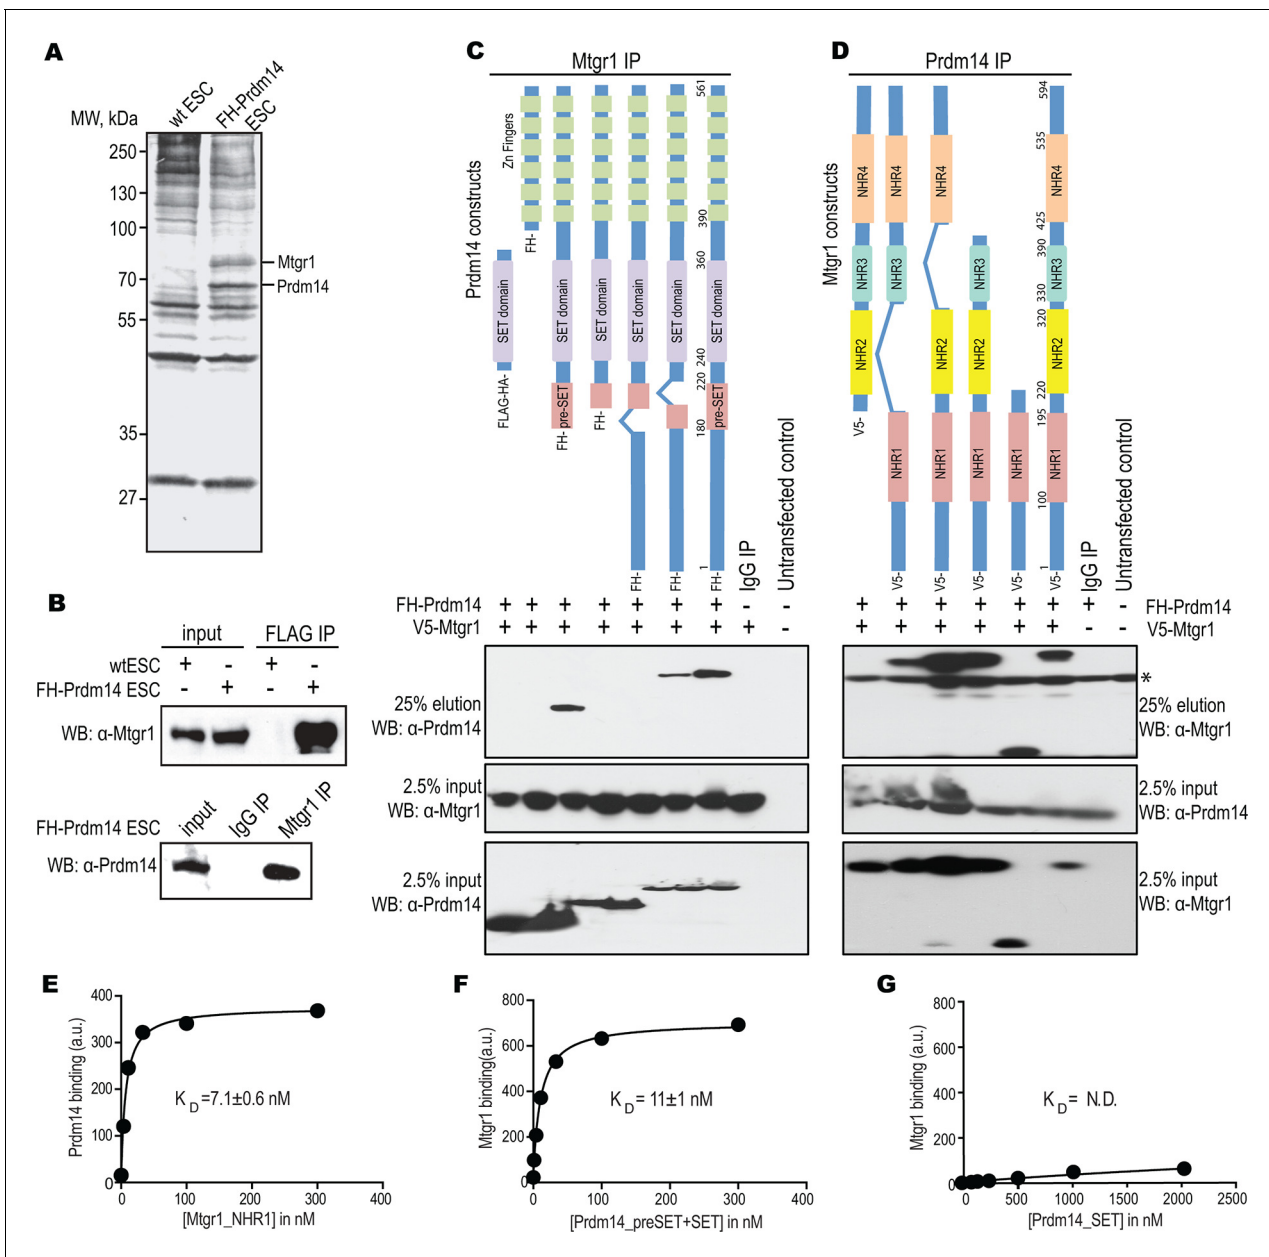 A
wt ESC
FH-Prdm14
ESC
MW, kDa
250
130
100
70
55
35
27
Mtgr1
Prdm14
B
input
FLAG IP
wtESC
+ - + -
FH-Prdm14 ESC
- + - +
WB: α-Mtgr1
FH-Prdm14 ESC
input
IgG IP
Mtgr1 IP
WB: α-Prdm14
C
Mtgr1 IP
Prdm14 constructs
Zn Fingers
FLAG-HA-
SET domain
FH-
FH-
pre-SET
SET domain
FH-
SET domain
FH-
SET domain
FH-
SET domain
FH-
pre-SET
SET domain
1
180
220
240
360
390
561
IgG IP
Untransfected control
FH-Prdm14
+ + + + + + + - -
V5-Mtgr1
+ + + + + + + + -
25% elution
WB: α-Prdm14
2.5% input
WB: α-Mtgr1
2.5% input
WB: α-Prdm14
D
Prdm14 IP
Mtgr1 constructs
V5-
NHR2
NHR3
NHR4
V5-
NHR1
NHR3
NHR4
V5-
NHR1
NHR2
NHR4
V5-
NHR1
NHR2
NHR3
V5-
NHR1
V5-
NHR1
NHR2
NHR3
NHR4
1
100
195
220
320
330
390
425
535
594
IgG IP
Untransfected control
+ + + + + + + -
FH-Prdm14
+ + + + + + - -
V5-Mtgr1
*
25% elution
WB: α-Mtgr1
2.5% input
WB: α-Prdm14
2.5% input
WB: α-Mtgr1
E
Prdm14 binding (a.u.)
400
300
200
100
0
K D =7.1±0.6 nM
0 100 200 300 400
[Mtgr1_NHR1] in nM
F
Mtgr1 binding(a.u.)
800
600
400
200
0
K D = 11±1 nM
0 100 200 300 400
[Prdm14_preSET+SET] in nM
G
Mtgr1 binding (a.u.)
800
600
400
200
0
K D = N.D.
0 500 1000 1500 2000 2500
[Prdm14_SET] in nM